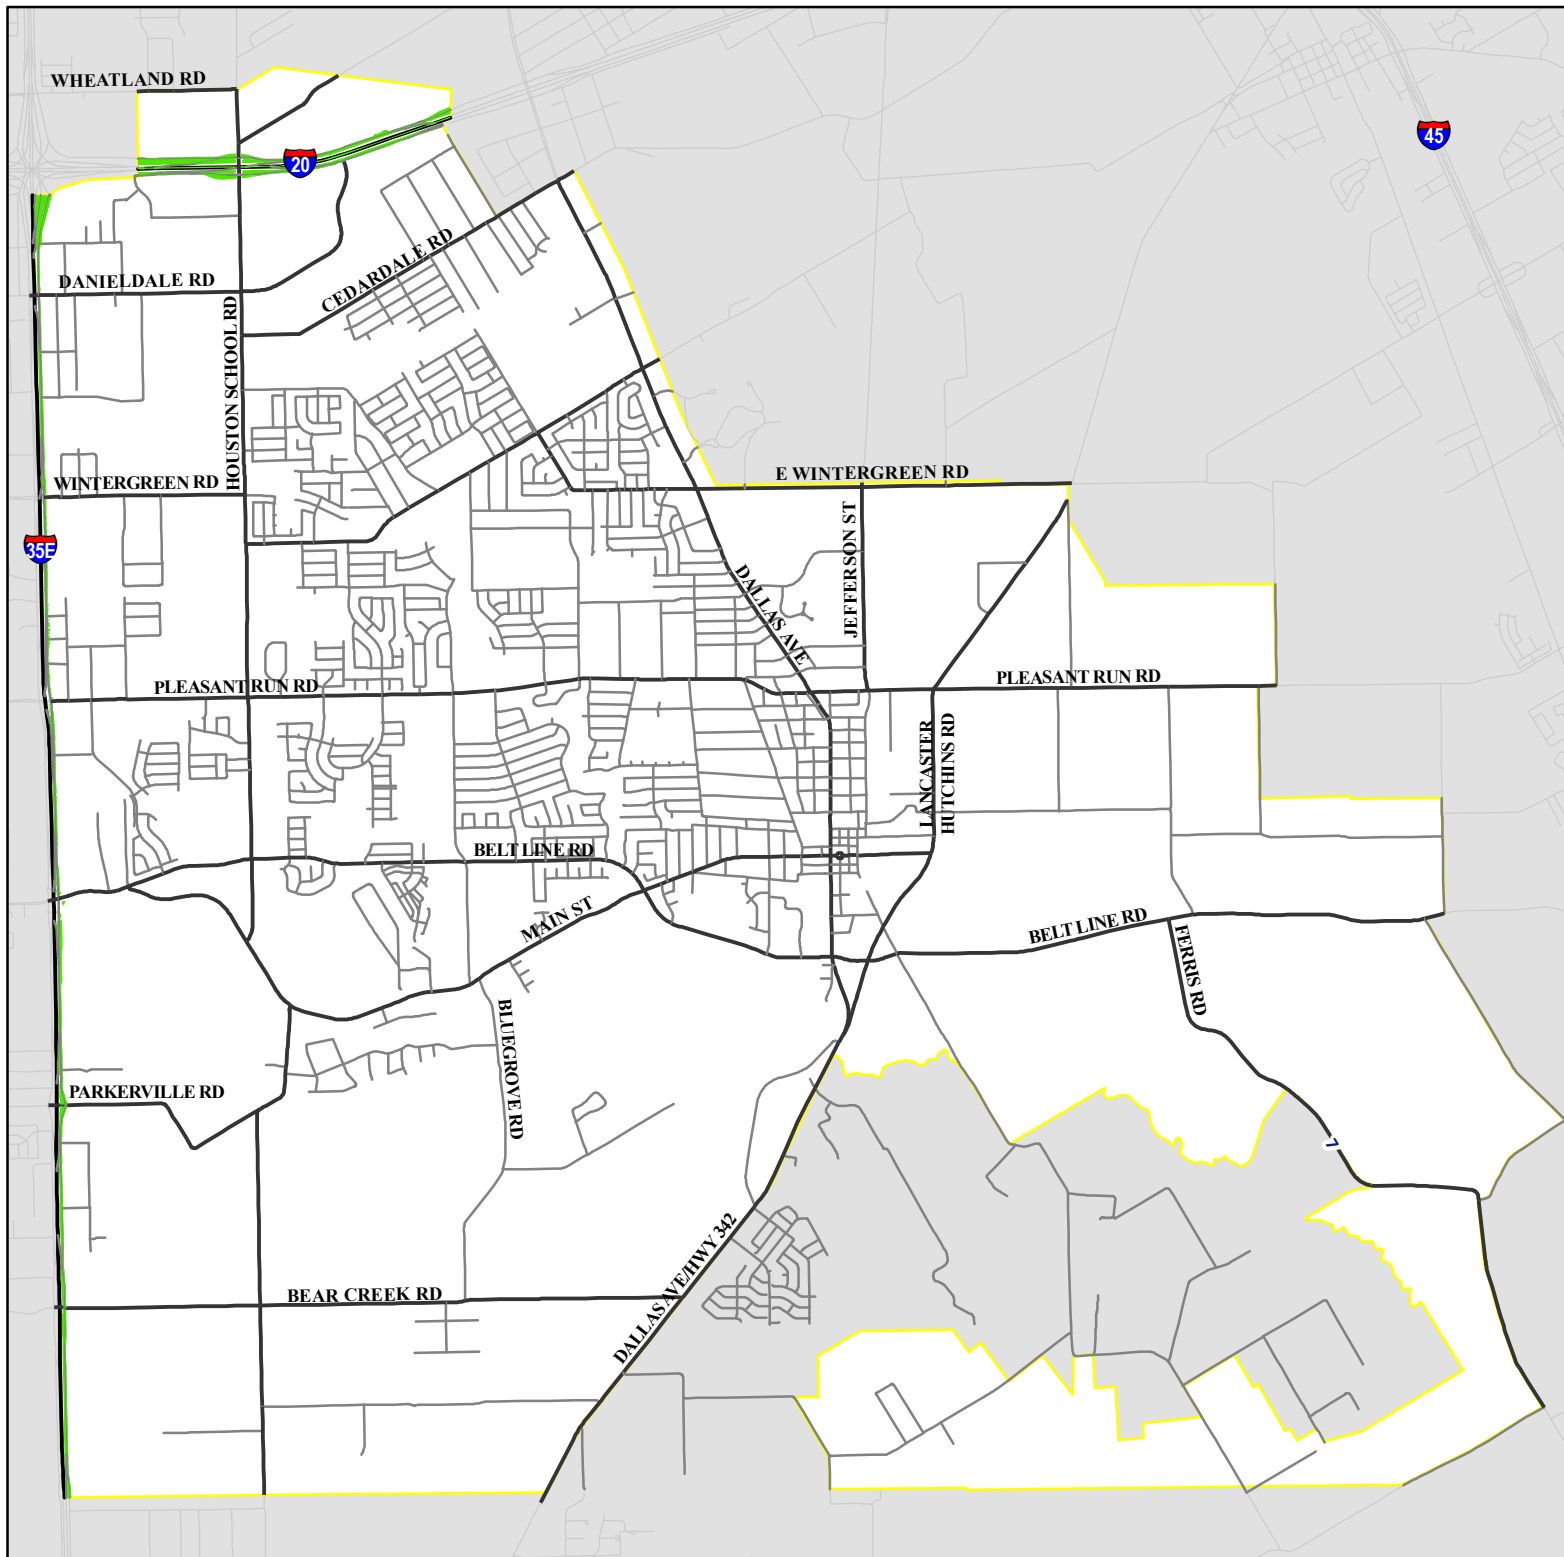 WHEATLAND RD
45
20
CEDARDALE RD
DANIELDALE RD
HOUSTON SCHOOL RD
E WINTERGREEN RD
WINTERGREEN RD
JEFFERSON ST
35E
DALLAS AVE
PLEASANT RUN RD
PLEASANT RUN RD
LANCASTER
HUTCHINS RD
BELT LINE RD
MAIN ST
BELT LINE RD
FERRIS RD
BLUEGROVE RD
PARKERVILLE RD
7
DALLAS AVE/HWY 342
BEAR CREEK RD